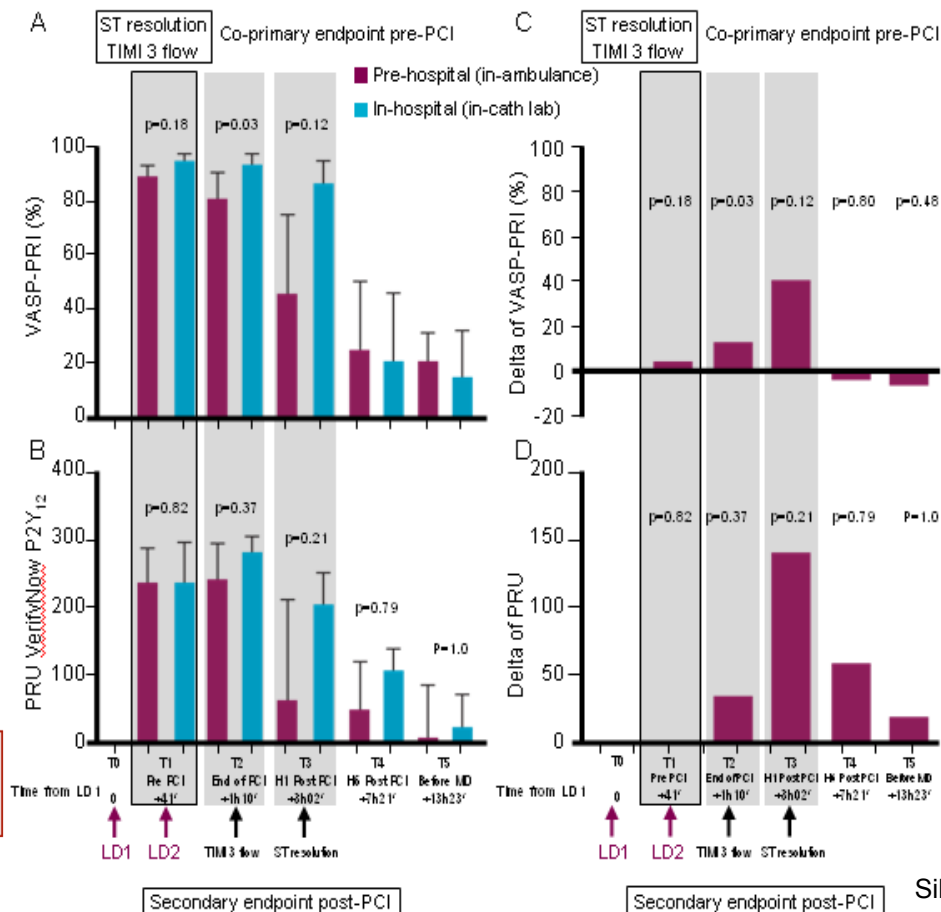 A
ST resolution
TIMI 3 flow
Co-primary endpoint pre-PCI
Pre-hospital (in-ambulance)
In-hospital (in-cath lab)
p=0.18
p=0.03
p=0.12
VASP-PRI (%)
100
80
60
40
20
0
B
PRU VerifyNow P2Y₁₂
400
300
200
100
0
p=0.82
p=0.37
p=0.21
p=0.79
P=1.0
Time from LD 1
T0
0
T1
Pre PCI
+41'
T2
End of PCI
+1h10'
T3
H1 Post PCI
+3h02'
T4
H6 Post PCI
+7h21'
T5
Before MD
+13h23'
LD1
LD2
TIMI 3 flow
ST resolution
Secondary endpoint post-PCI
C
ST resolution
TIMI 3 flow
Co-primary endpoint pre-PCI
Delta of VASP-PRI (%)
100
80
60
40
20
0
-20
p=0.18
p=0.03
p=0.12
p=0.80
p=0.48
D
Delta of PRU
200
150
100
50
0
p=0.82
p=0.37
p=0.21
p=0.79
P=1.0
Time from LD 1
T0
0
T1
Pre PCI
+41'
T2
End of PCI
+1h10'
T3
H1 Post PCI
+3h02'
T4
H6 Post PCI
+7h21'
T5
Before MD
+13h23'
LD1
LD2
TIMI 3 flow
ST resolution
Secondary endpoint post-PCI